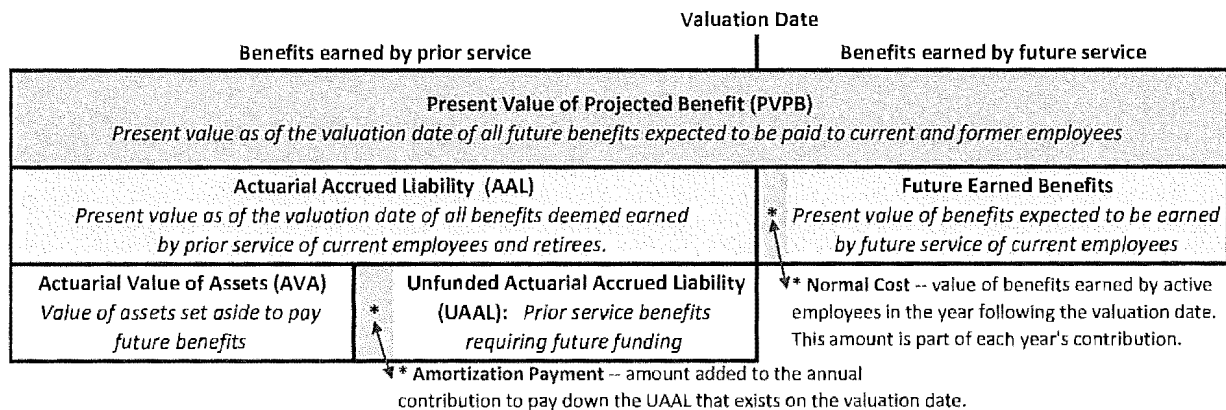 Valuation Date
Benefits earned by prior service
Benefits earned by future service
Present Value of Projected Benefit (PVPB)
Present value as of the valuation date of all future benefits expected to be paid to current and former employees
Actuarial Accrued Liability (AAL)
Present value as of the valuation date of all benefits deemed earned
by prior service of current employees and retirees.
Future Earned Benefits
* Present value of benefits expected to be earned
by future service of current employees
Actuarial Value of Assets (AVA)
Value of assets set aside to pay
future benefits
Unfunded Actuarial Accrued Liability
* (UAAL): Prior service benefits
requiring future funding
* Normal Cost -- value of benefits earned by active
employees in the year following the valuation date.
This amount is part of each year's contribution.
* Amortization Payment -- amount added to the annual
contribution to pay down the UAAL that exists on the valuation date.